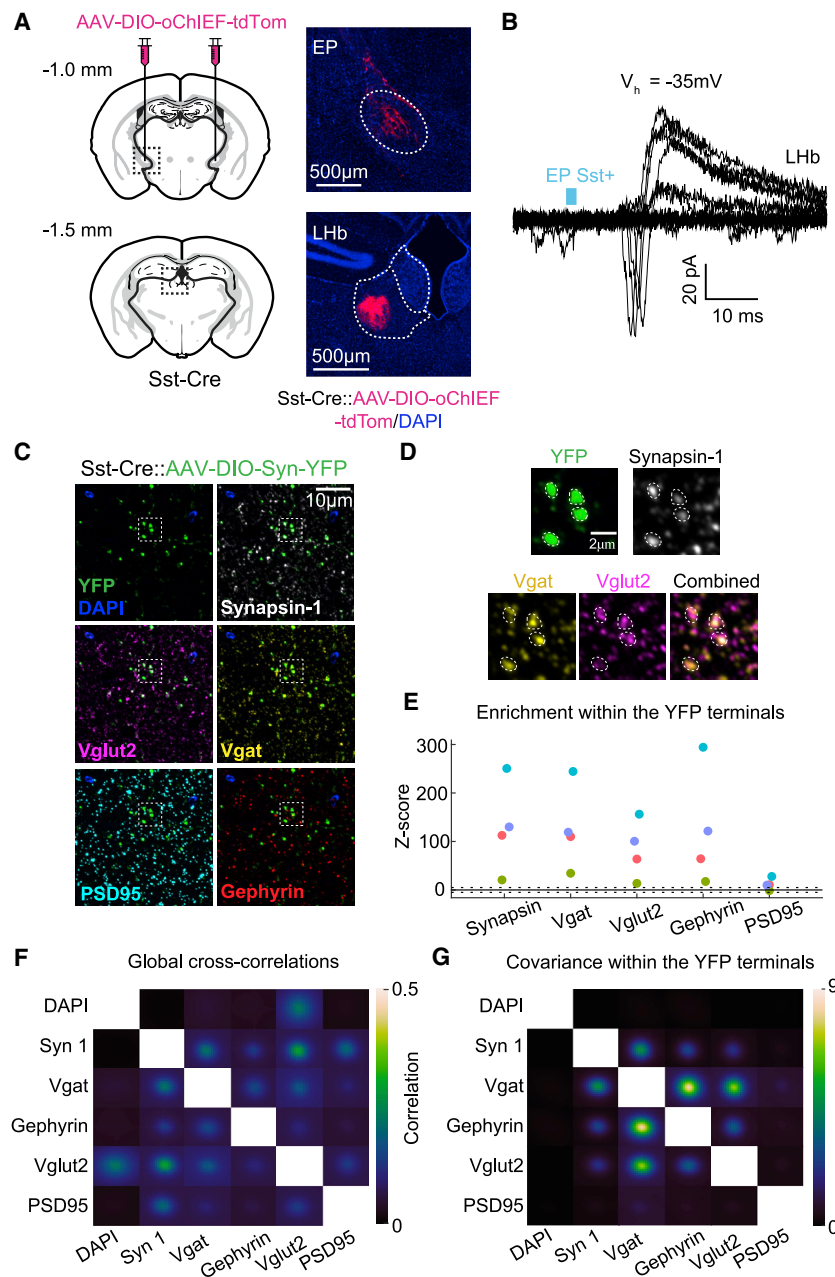 A
AAV-DIO-oChIEF-tdTom
-1.0 mm
EP
500μm
-1.5 mm
LHb
500μm
Sst-Cre
Sst-Cre::AAV-DIO-oChIEF
-tdTom/DAPI
B
V_h = -35mV
LHb
EP Sst+
20 pA
10 ms
C
Sst-Cre::AAV-DIO-Syn-YFP
10μm
YFP
DAPI
Synapsin-1
Vglut2
Vgat
PSD95
Gephyrin
D
YFP
Synapsin-1
2μm
Vgat
Vglut2
Combined
E
Enrichment within the YFP terminals
300
200
100
0
Z-score
Synapsin
Vgat
Vglut2
Gephyrin
PSD95
F
Global cross-correlations
DAPI
Syn 1
Vgat
Gephyrin
Vglut2
PSD95
DAPI
Syn 1
Vgat
Gephyrin
Vglut2
PSD95
0.5
Correlation
0
G
Covariance within the YFP terminals
Syn 1
Vgat
Gephyrin
Vglut2
PSD95
DAPI
DAPI
Syn 1
Vgat
Gephyrin
Vglut2
PSD95
9
0